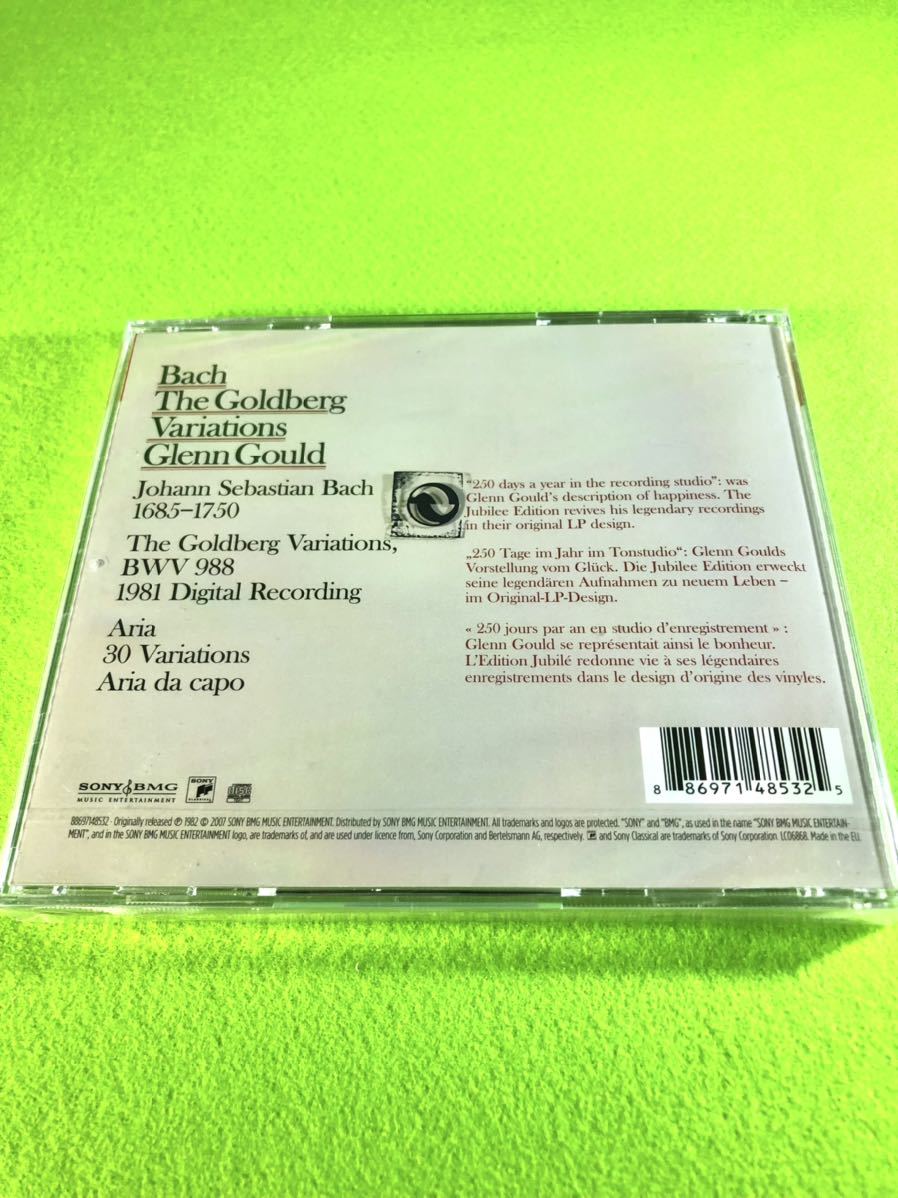 Bach
The Goldberg
Variations
Glenn Gould
Johann Sebastian Bach
1685–1750
The Goldberg Variations,
BWV 988
1981 Digital Recording
Aria
30 Variations
Aria da capo
“250 days a year in the recording studio”: was
Glenn Gould’s description of happiness. The
Jubilee Edition revives his legendary recordings
in their original LP design.
„250 Tage im Jahr im Tonstudio“: Glenn Goulds
Vorstellung vom Glück. Die Jubilee Edition erweckt
seine legendären Aufnahmen zu neuem Leben –
im Original-LP-Design.
« 250 jours par an en studio d’enregistrement » :
Glenn Gould se représentait ainsi le bonheur.
L’Edition Jubilé redonne vie à ses légendaires
enregistrements dans le design d’origine des vinyles.
8 86971 48532 5
SONY BMG
MUSIC ENTERTAINMENT
SONY
CLASSICAL
88697148532 · Originally released ℗ 1982 © 2007 SONY BMG MUSIC ENTERTAINMENT. Distributed by SONY BMG MUSIC ENTERTAINMENT. All trademarks and logos are protected. “SONY” and “BMG”, as used in the name “SONY BMG MUSIC ENTERTAIN-
MENT”, and in the SONY BMG MUSIC ENTERTAINMENT logo, are trademarks of, and are used under licence from, Sony Corporation and Bertelsmann AG, respectively. and Sony Classical are trademarks of Sony Corporation. LC06868. Made in the EU.